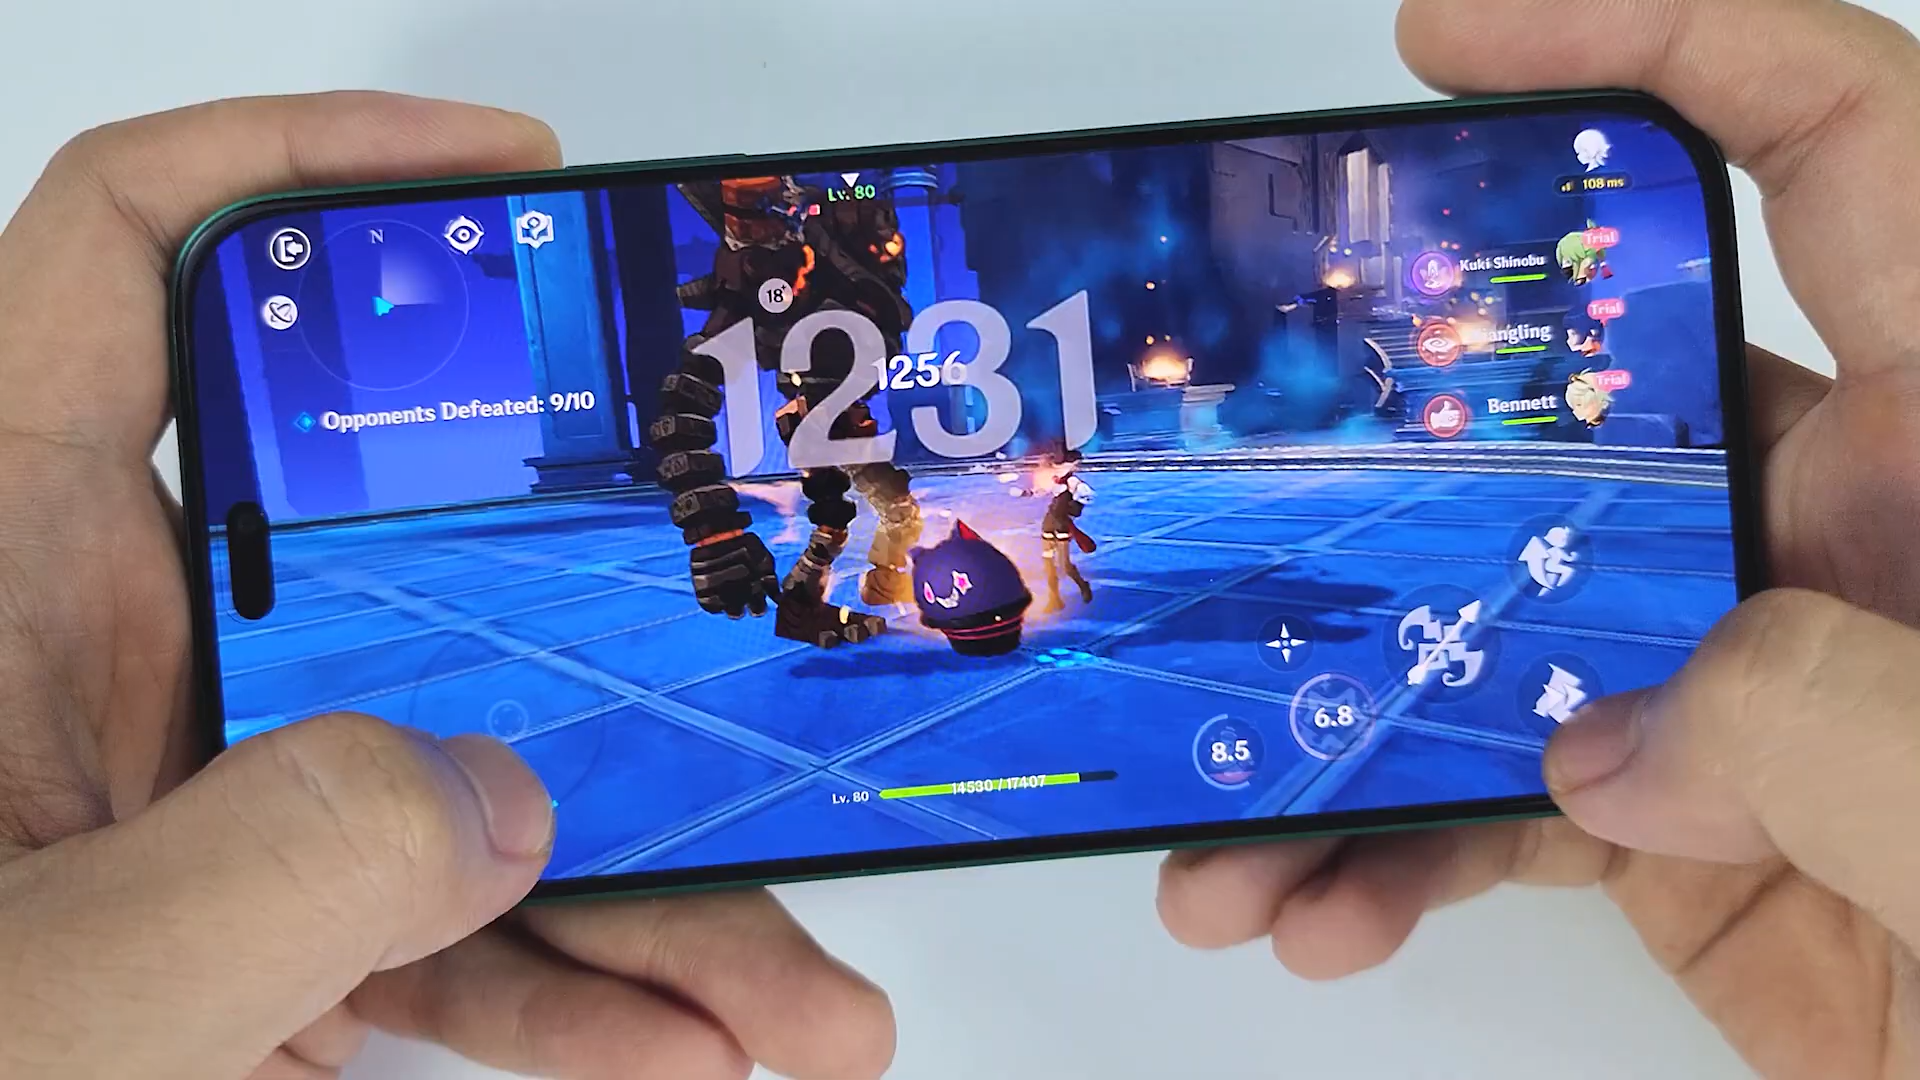 N
Lv. 80
108 ms
18+
Trial
Kuki Shinobu
1231
1256
Trial
iangling
Opponents Defeated: 9/10
Trial
Bennett
6.8
8.5
Lv. 80
14530 / 17407